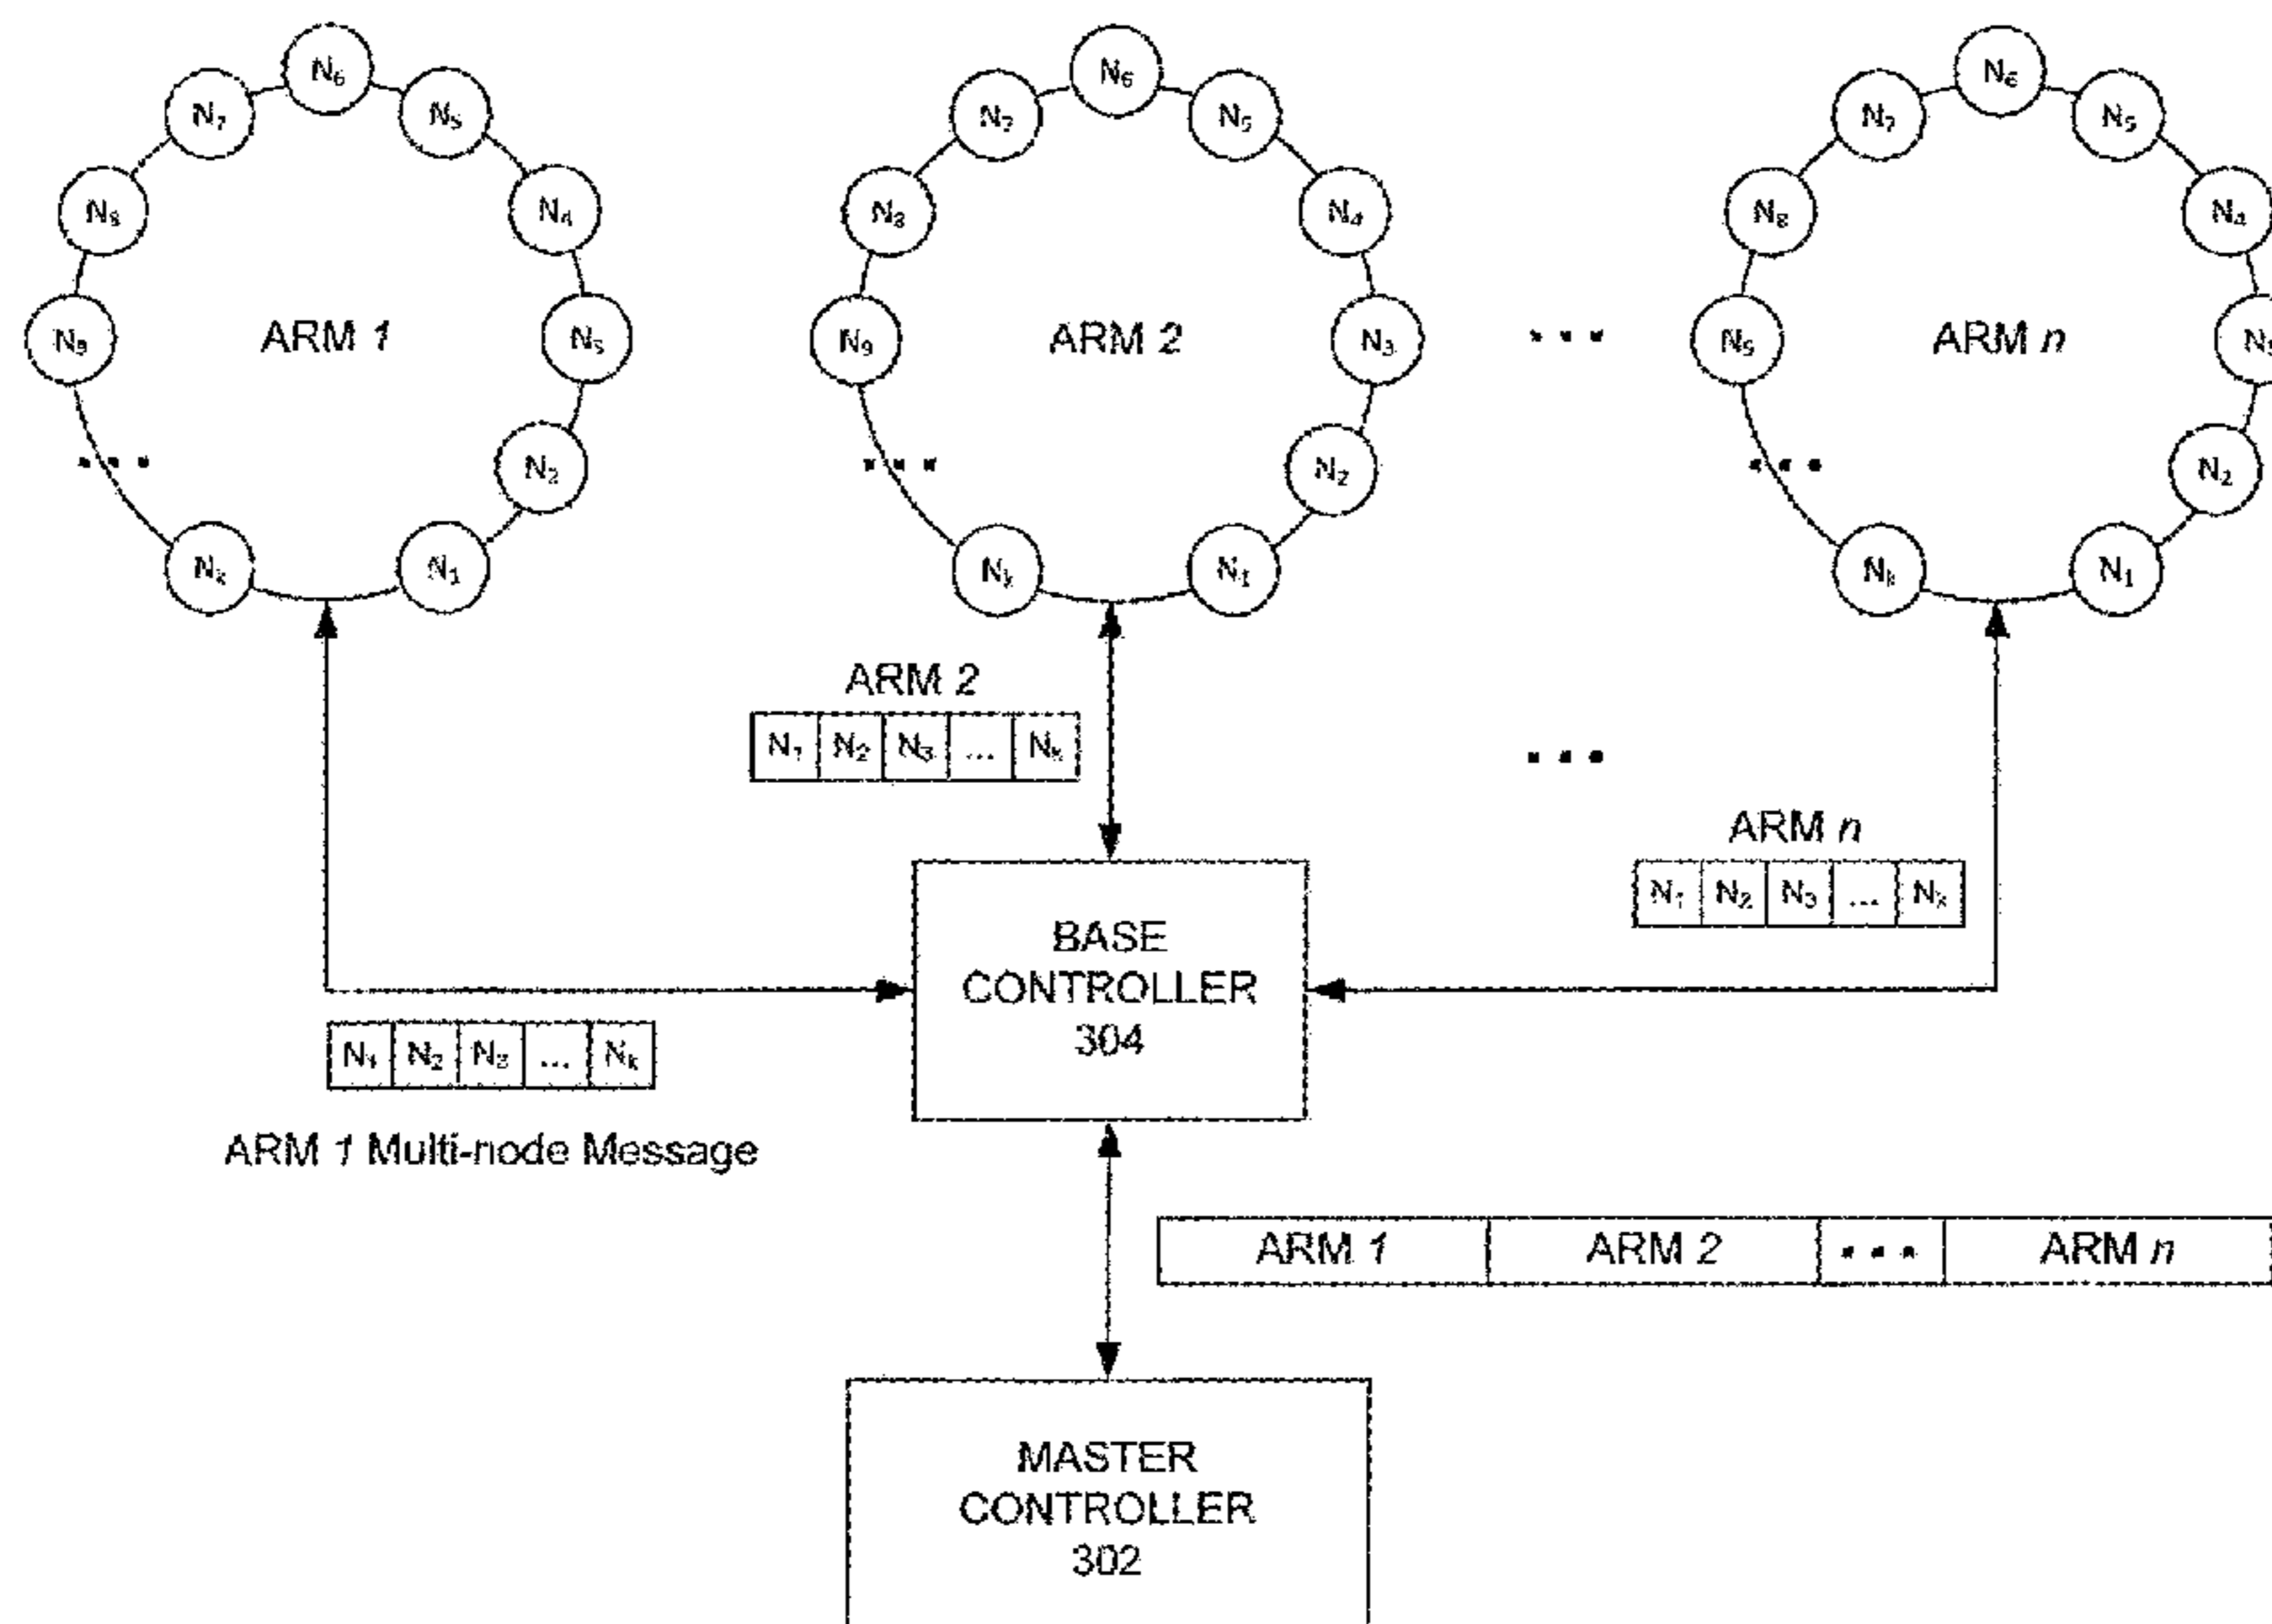 N₆ N₆ N₆
N₇ N₅ N₇ N₅ N₇ N₅
N₈ N₄ N₈ N₄ N₈ N₄
N₉ ARM 1 N₃ N₉ ARM 2 N₃ ... N₉ ARM n N₃
... N₂ ... N₂ ... N₂
Nₖ N₁ Nₖ N₁ Nₖ N₁
ARM 2
N₁ N₂ N₃ ... Nₖ
...
ARM n
N₁ N₂ N₃ ... Nₖ
BASE
CONTROLLER
304
N₁ N₂ N₃ ... Nₖ
ARM 1 Multi-node Message
ARM 1 ARM 2 ... ARM n
MASTER
CONTROLLER
302